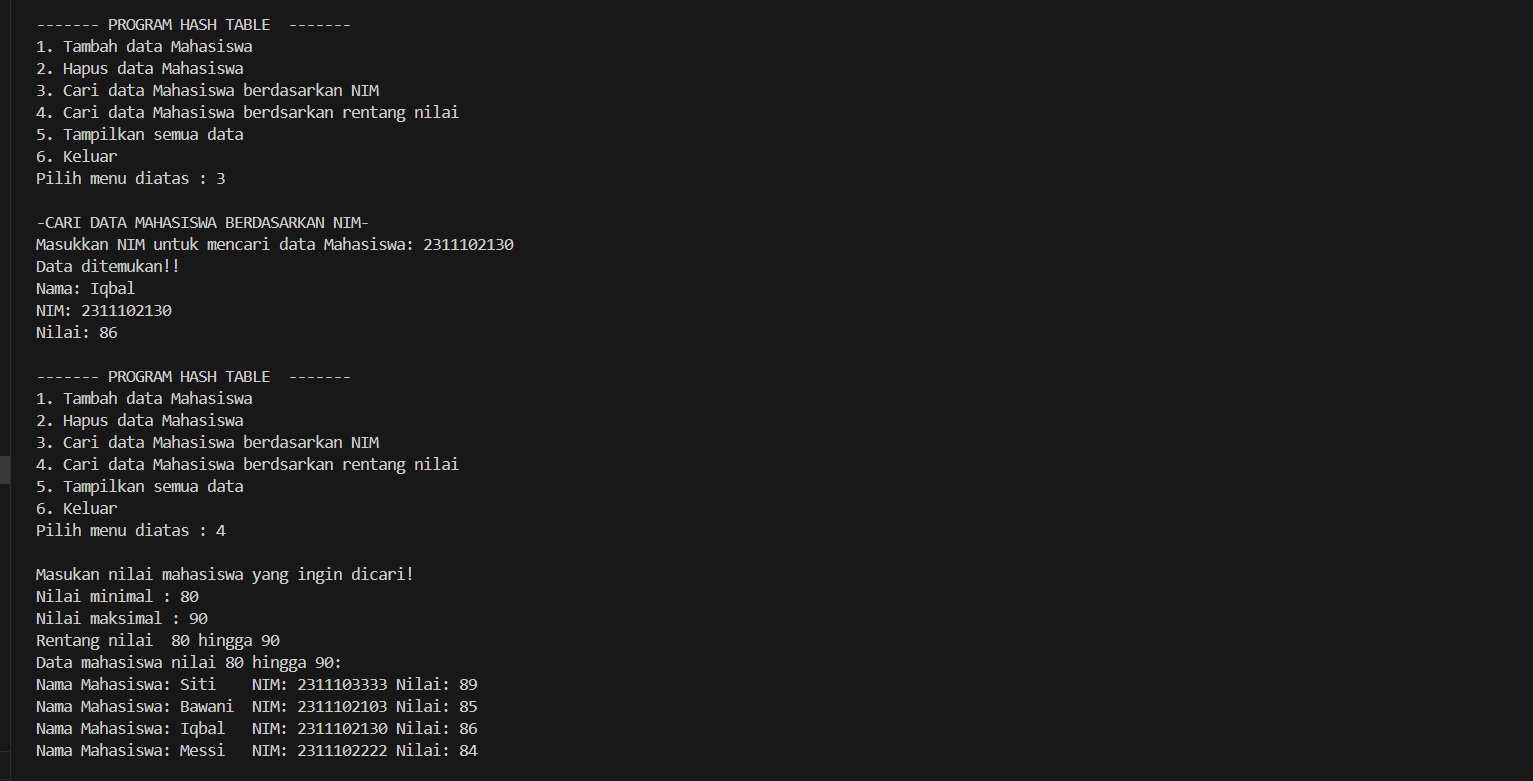 ------- PROGRAM HASH TABLE  -------
1. Tambah data Mahasiswa
2. Hapus data Mahasiswa
3. Cari data Mahasiswa berdasarkan NIM
4. Cari data Mahasiswa berdsarkan rentang nilai
5. Tampilkan semua data
6. Keluar
Pilih menu diatas : 3
-CARI DATA MAHASISWA BERDASARKAN NIM-
Masukkan NIM untuk mencari data Mahasiswa: 2311102130
Data ditemukan!!
Nama: Iqbal
NIM: 2311102130
Nilai: 86
------- PROGRAM HASH TABLE  -------
1. Tambah data Mahasiswa
2. Hapus data Mahasiswa
3. Cari data Mahasiswa berdasarkan NIM
4. Cari data Mahasiswa berdsarkan rentang nilai
5. Tampilkan semua data
6. Keluar
Pilih menu diatas : 4
Masukan nilai mahasiswa yang ingin dicari!
Nilai minimal : 80
Nilai maksimal : 90
Rentang nilai  80 hingga 90
Data mahasiswa nilai 80 hingga 90:
Nama Mahasiswa: Siti    NIM: 2311103333 Nilai: 89
Nama Mahasiswa: Bawani  NIM: 2311102103 Nilai: 85
Nama Mahasiswa: Iqbal   NIM: 2311102130 Nilai: 86
Nama Mahasiswa: Messi   NIM: 2311102222 Nilai: 84